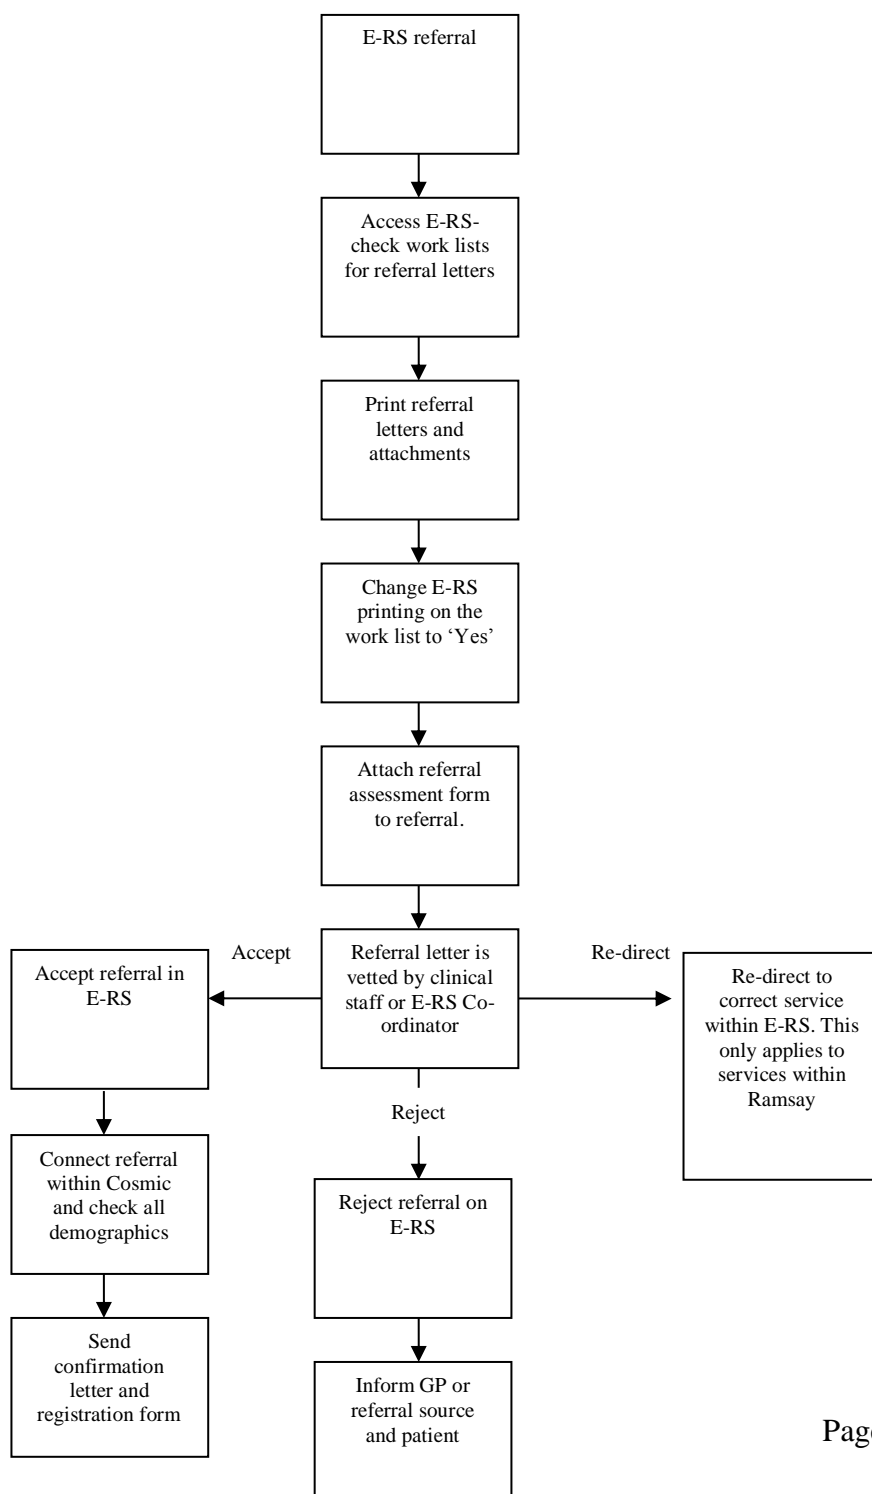 E-RS referral
Access E-RS-
check work lists
for referral letters
Print referral
letters and
attachments
Change E-RS
printing on the
work list to ‘Yes’
Attach referral
assessment form
to referral.
Referral letter is
vetted by clinical
staff or E-RS Co-
ordinator
Accept
Accept referral in
E-RS
Connect referral
within Cosmic
and check all
demographics
Send
confirmation
letter and
registration form
Reject
Reject referral on
E-RS
Inform GP or
referral source
and patient
Re-direct
Re-direct to
correct service
within E-RS. This
only applies to
services within
Ramsay
Page